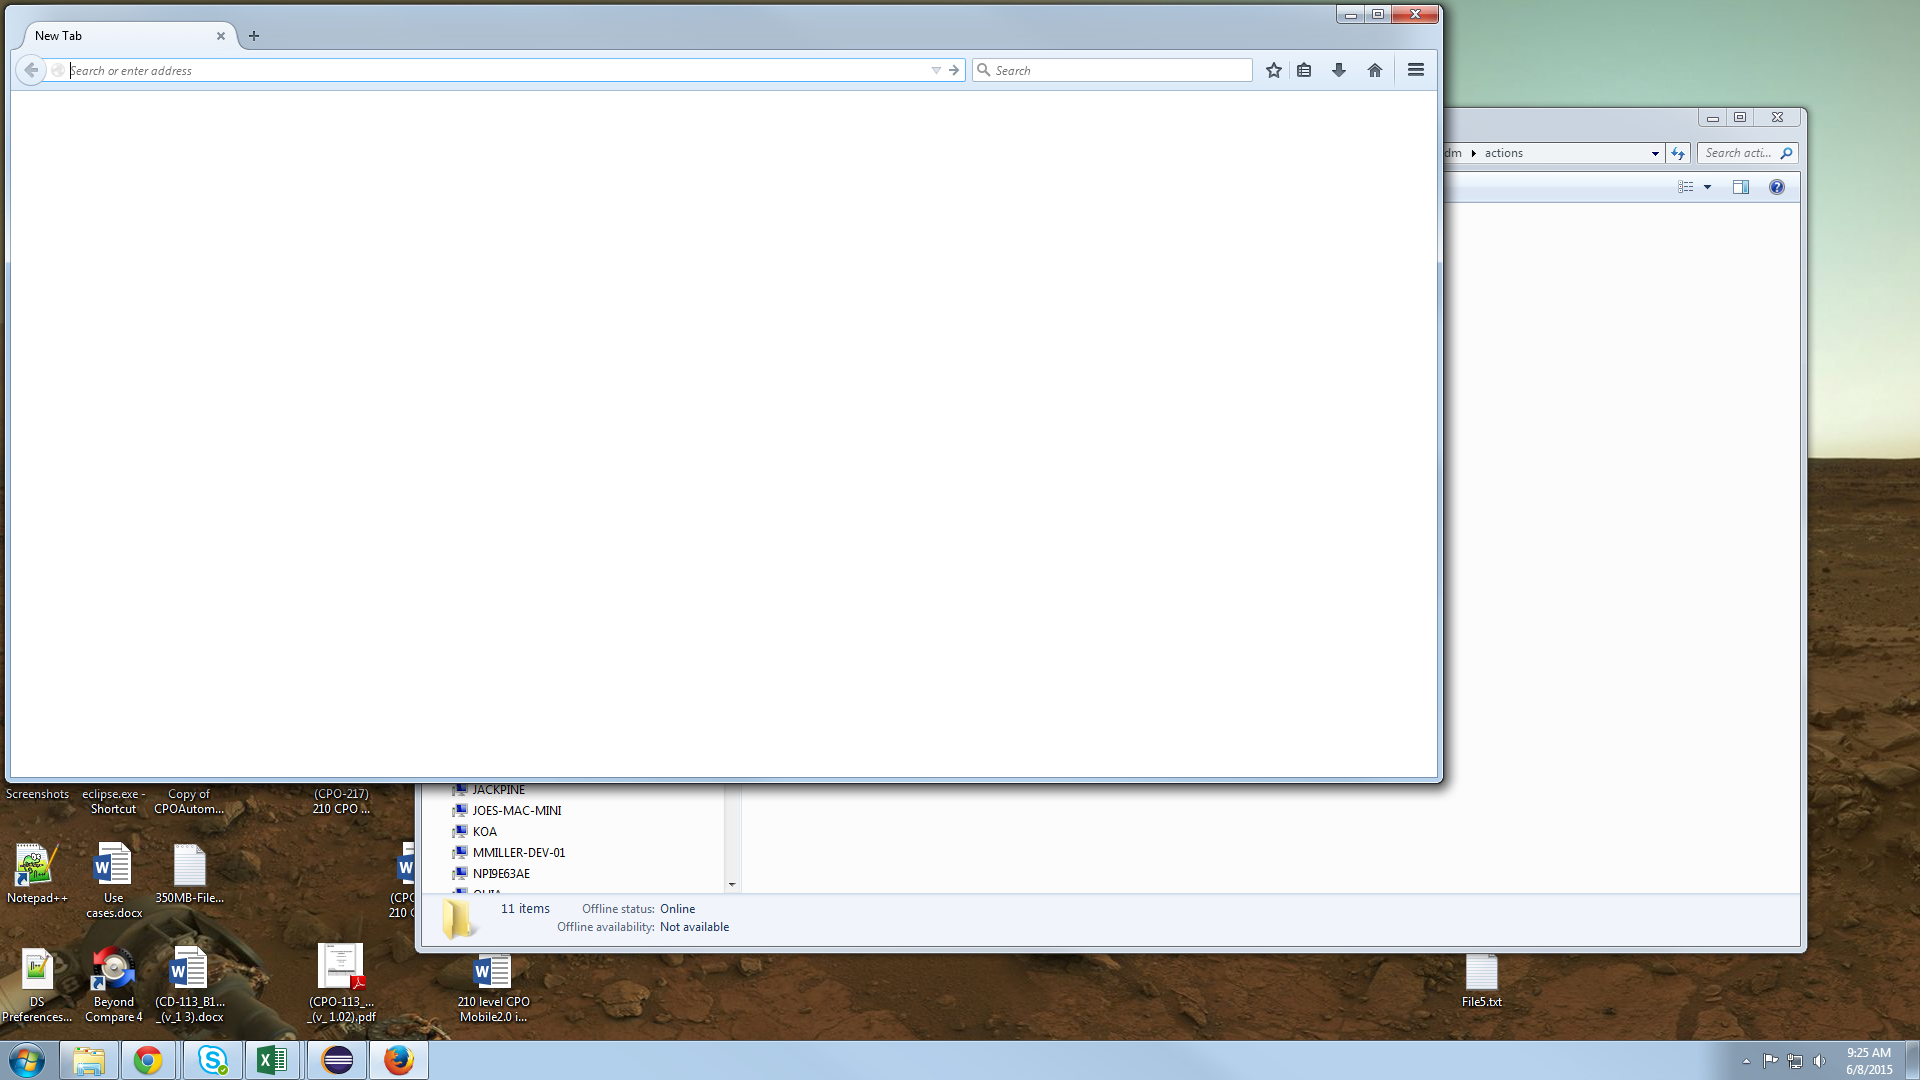 New Tab
Search or enter address
Search
dm
actions
Search acti...
JACKPINE
JOES-MAC-MINI
KOA
MMILLER-DEV-01
NPI9E63AE
11 items
Offline status: Online
Offline availability: Not available
Screenshots
eclipse.exe -
Shortcut
Copy of
CPOAutom...
(CPO-217)
210 CPO ...
Notepad++
Use
cases.docx
350MB-File...
(CPO
210 C
DS
Preferences...
Beyond
Compare 4
(CD-113_B1...
_(v_1 3).docx
(CPO-113_...
_(v_ 1.02).pdf
210 level CPO
Mobile2.0 i...
File5.txt
9:25 AM
6/8/2015